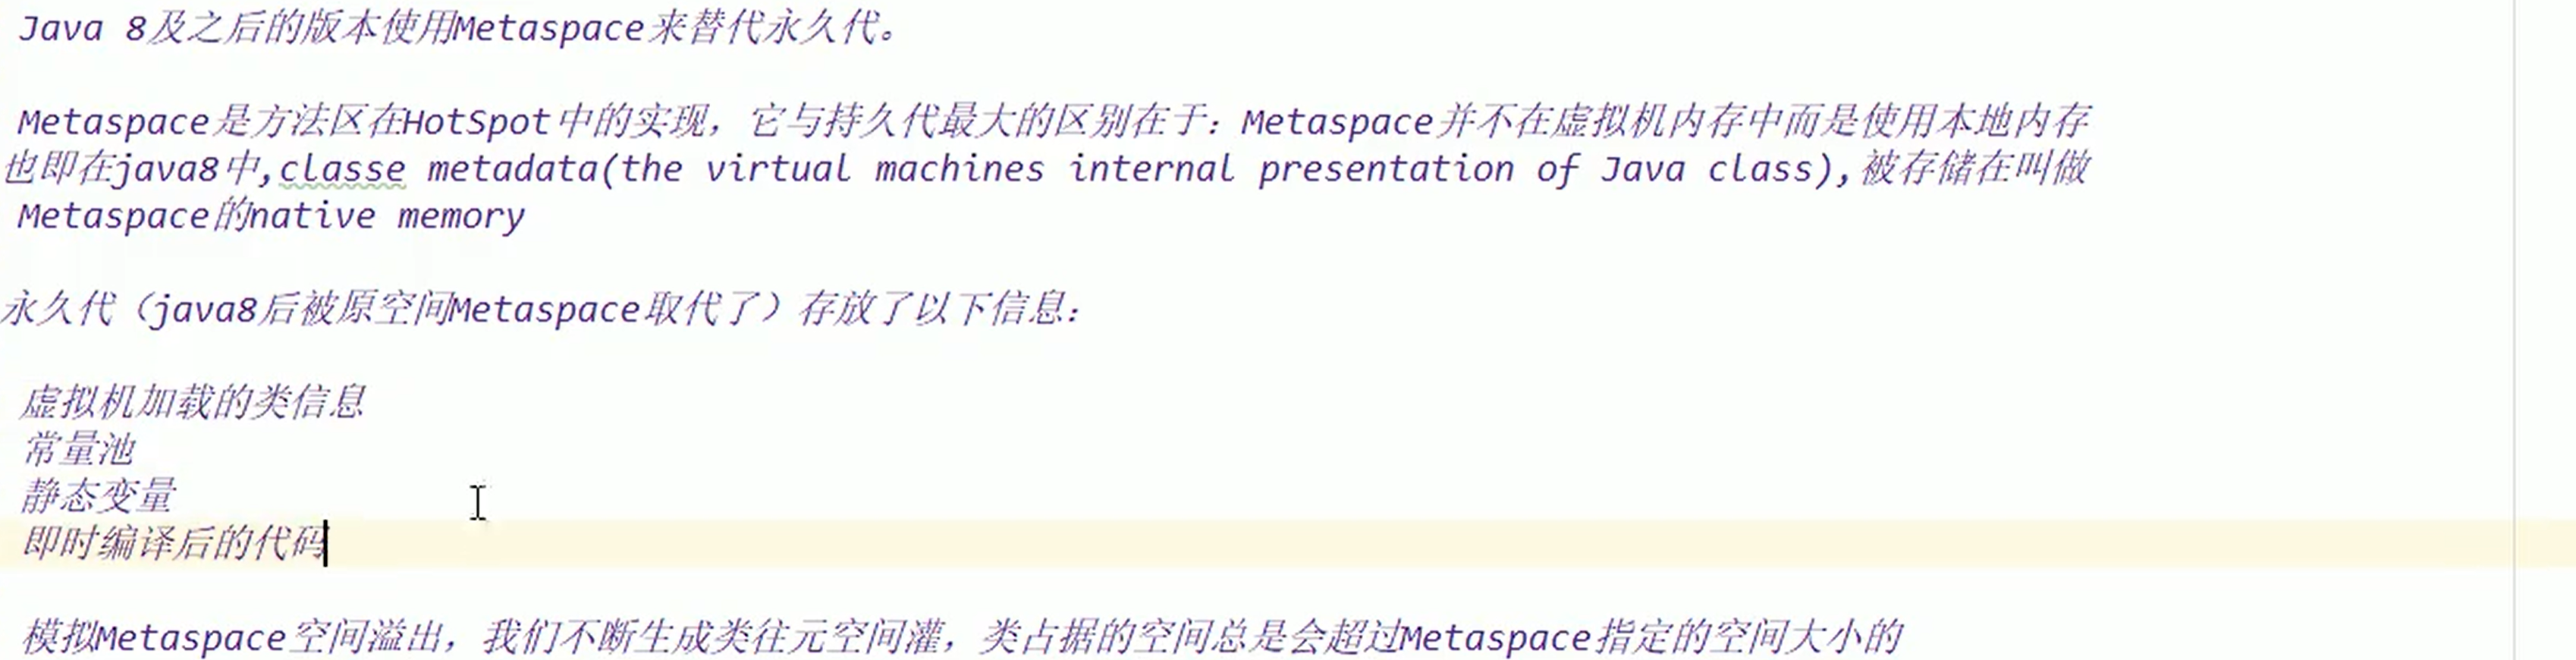 Java 8及之后的版本使用Metaspace来替代永久代。
Metaspace是方法区在HotSpot中的实现，它与持久代最大的区别在于：Metaspace并不在虚拟机内存中而是使用本地内存
也即在java8中,classe metadata(the virtual machines internal presentation of Java class),被存储在叫做
Metaspace的native memory
永久代（java8后被原空间Metaspace取代了）存放了以下信息：
虚拟机加载的类信息
常量池
静态变量
即时编译后的代码
模拟Metaspace空间溢出，我们不断生成类往元空间灌，类占据的空间总是会超过Metaspace指定的空间大小的